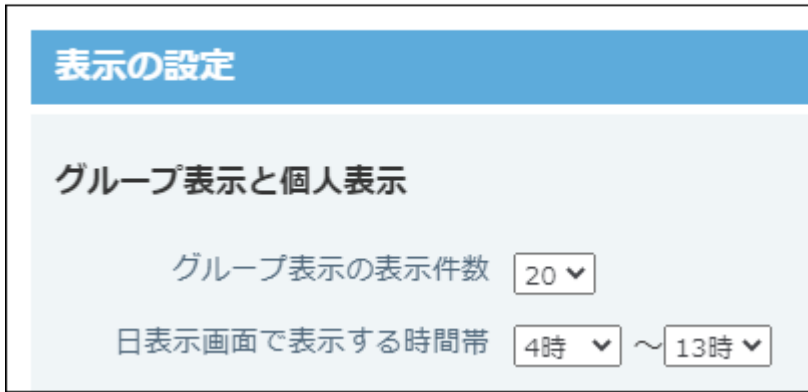 表示の設定
グループ表示と個人表示
グループ表示の表示件数 20
日表示画面で表示する時間帯 4時 ～ 13時